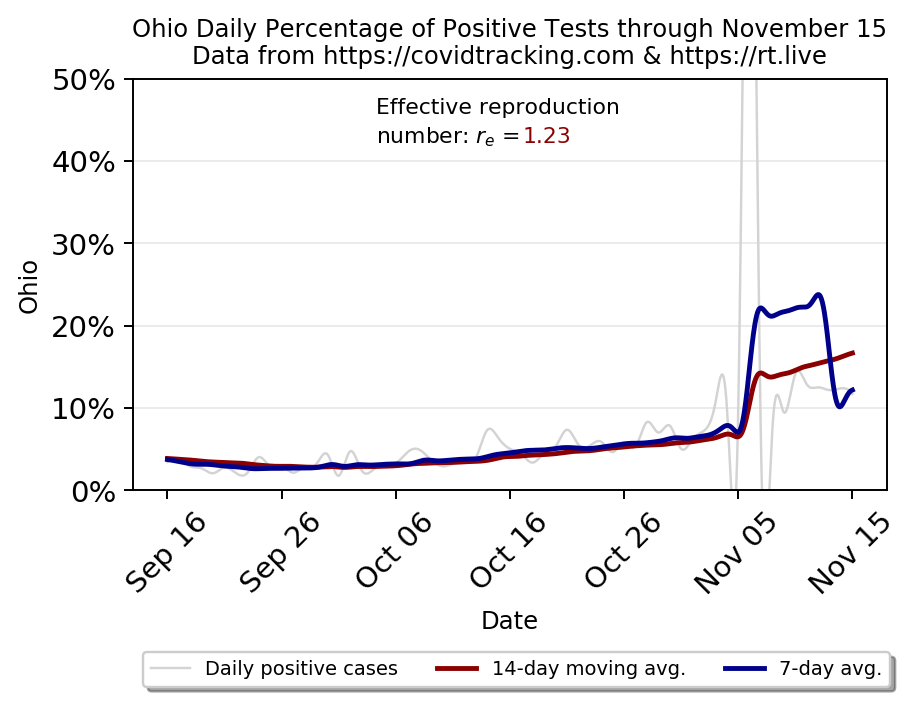 Ohio Daily Percentage of Positive Tests through November 15
Data from https://covidtracking.com & https://rt.live
Effective reproduction
number: rₑ =1.23
50%
40%
30%
20%
10%
0%
Ohio
Sep 16
Sep 26
Oct 06
Oct 16
Oct 26
Nov 05
Nov 15
Date
Daily positive cases
14-day moving avg.
7-day avg.